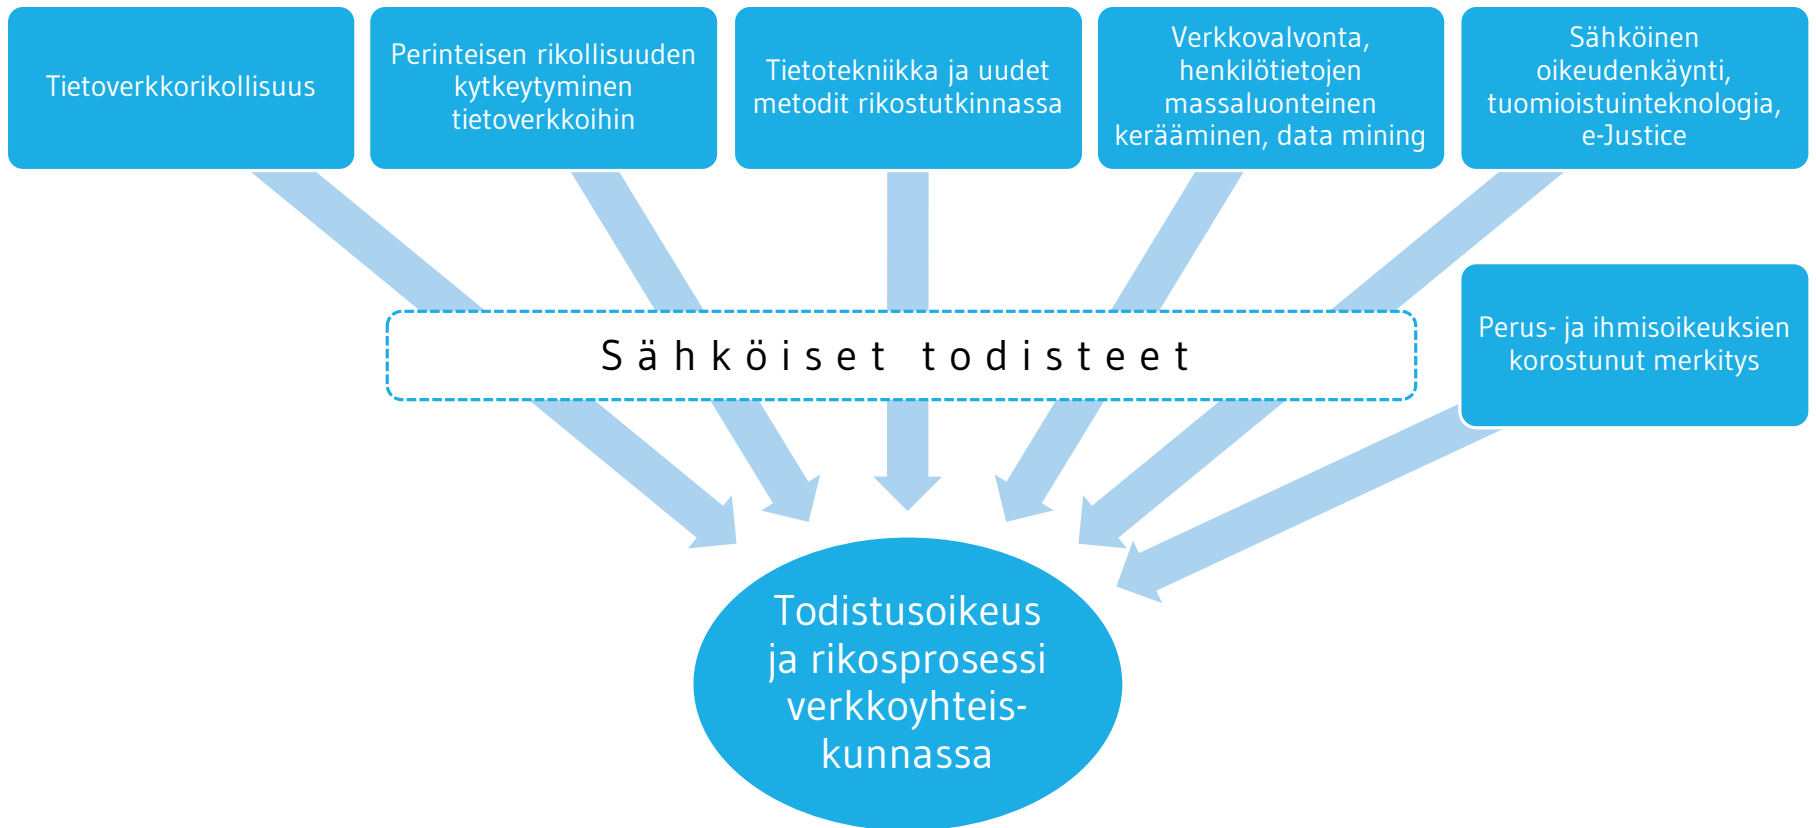 Tietoverkkorikollisuus
Perinteisen rikollisuuden
kytkeytyminen
tietoverkkoihin
Tietotekniikka ja uudet
metodit rikostutkinnassa
Verkkovalvonta,
henkilötietojen
massaluonteinen
kerääminen, data mining
Sähköinen
oikeudenkäynti,
tuomioistuinteknologia,
e-Justice
Perus- ja ihmisoikeuksien
korostunut merkitys
Sähköiset todisteet
Todistusoikeus
ja rikosprosessi
verkkoyhteis-
kunnassa